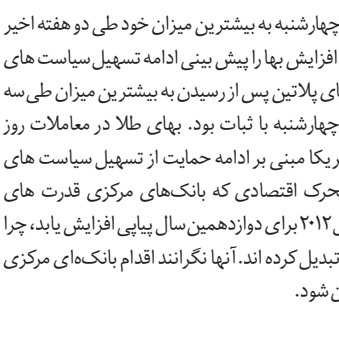 چهارشنبه به بیشترین میزان خود طی دو هفته اخیر
افزایش بها را پیش بینی ادامه تسهیل سیاست های
پلاتین پس از رسیدن به بیشترین میزان طی سه
چهارشنبه با ثبات بود. بهای طلا در معاملات روز
مبنی بر ادامه حمایت از تسهیل سیاست های
اقتصادی که بانک‌های مرکزی قدرت های
۲۰۱۲ برای دوازدهمین سال پیاپی افزایش یابد، چرا
تبدیل کرده اند. آنها نگرانند اقدام بانک‌ه‌ای مرکزی
شود.